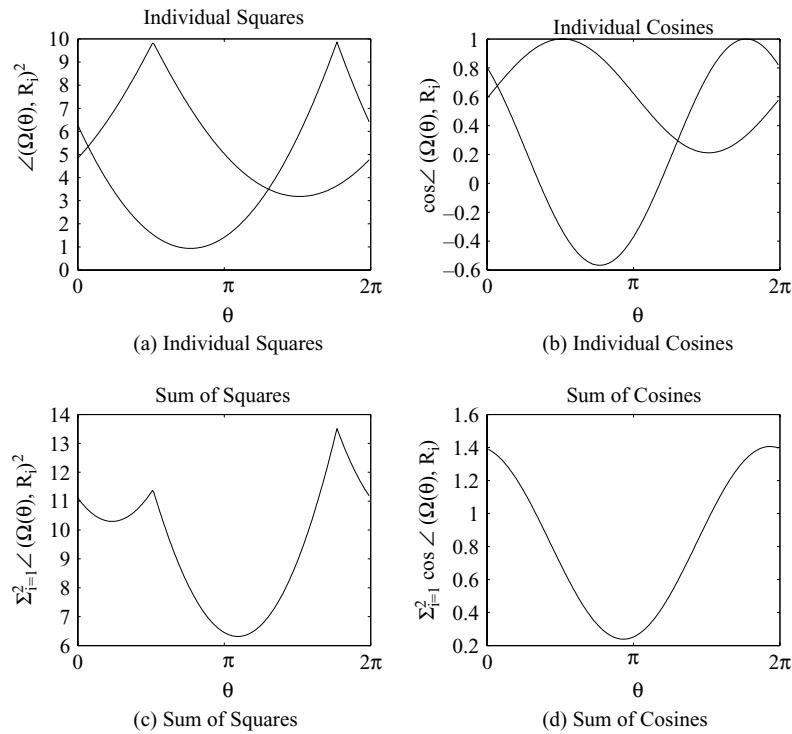 Individual Squares
10
9
8
7
6
5
4
3
2
1
0
∠(Ω(θ), R_i)^2
0 π 2π
θ
(a) Individual Squares
Individual Cosines
1
0.8
0.6
0.4
0.2
0
−0.2
−0.4
−0.6
cos∠ (Ω(θ), R_i)
0 π 2π
θ
(b) Individual Cosines
Sum of Squares
14
13
12
11
10
9
8
7
6
Σ_{i=1}^2 ∠ (Ω(θ), R_i)^2
0 π 2π
θ
(c) Sum of Squares
Sum of Cosines
1.6
1.4
1.2
1
0.8
0.6
0.4
0.2
Σ_{i=1}^2 cos ∠ (Ω(θ), R_i)
0 π 2π
θ
(d) Sum of Cosines